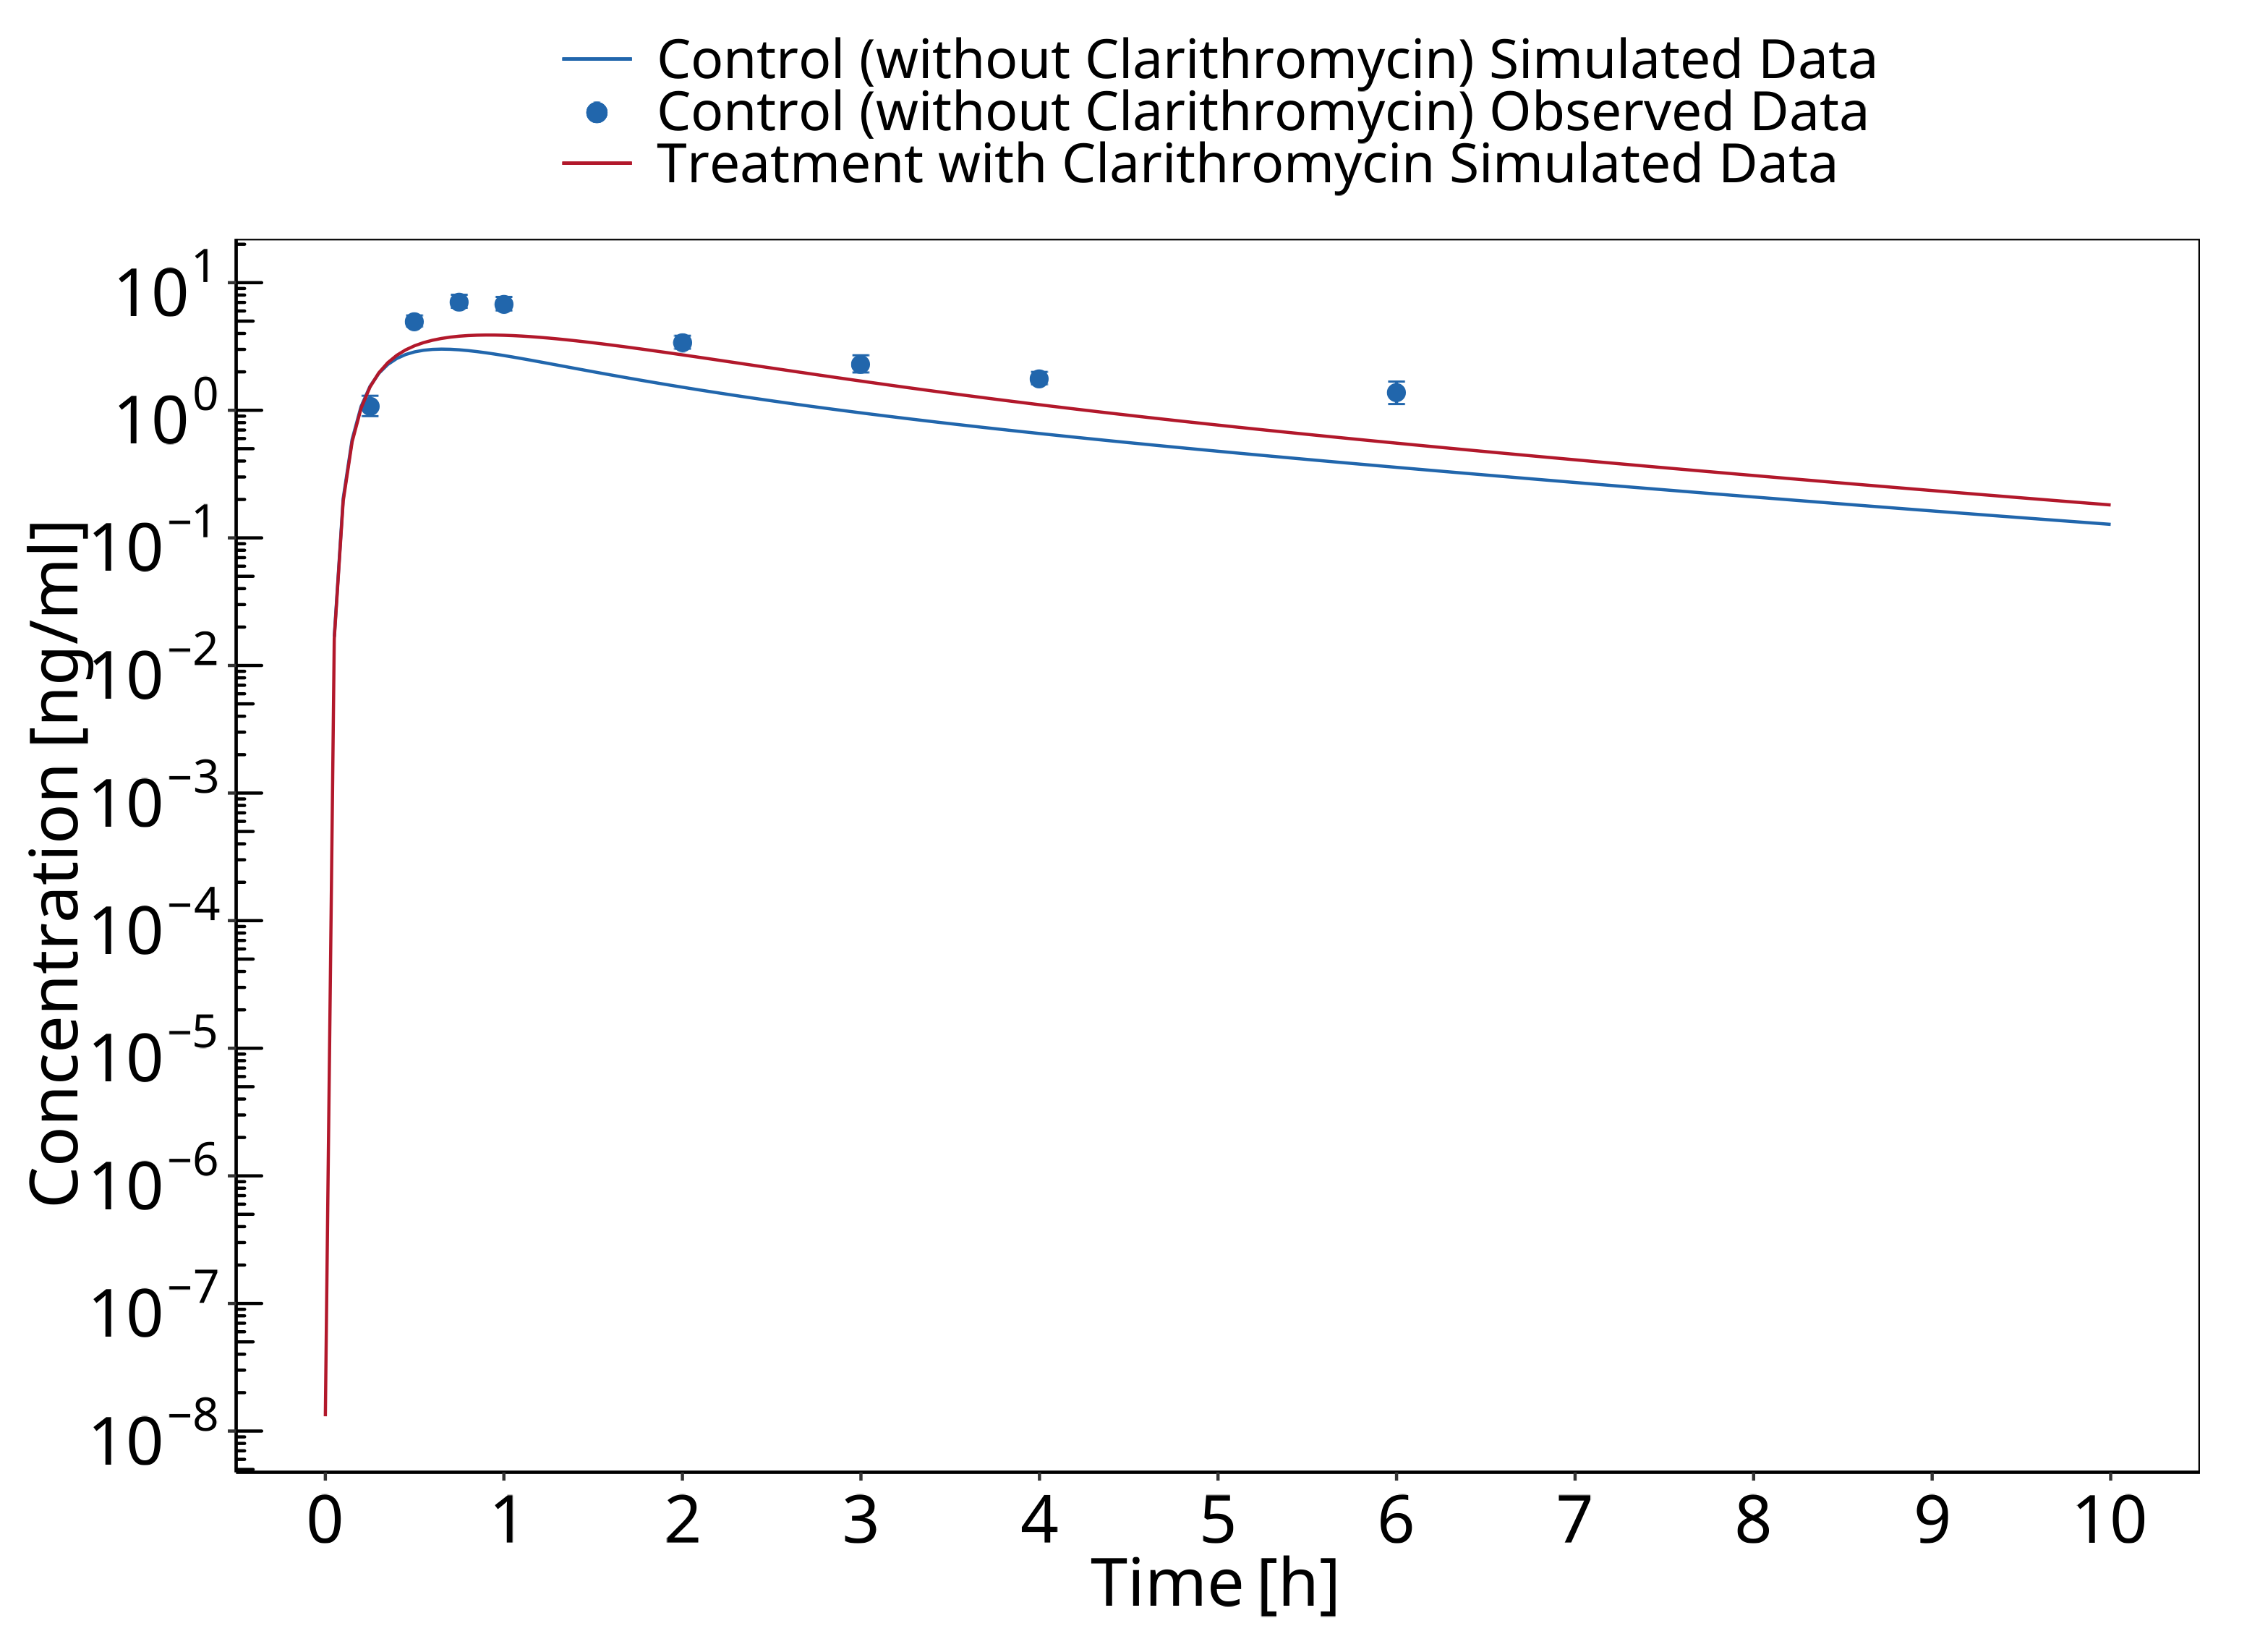 Control (without Clarithromycin) Simulated Data
Control (without Clarithromycin) Observed Data
Treatment with Clarithromycin Simulated Data
Concentration [ng/ml]
10^1
10^0
10^−1
10^−2
10^−3
10^−4
10^−5
10^−6
10^−7
10^−8
0 1 2 3 4 5 6 7 8 9 10
Time [h]